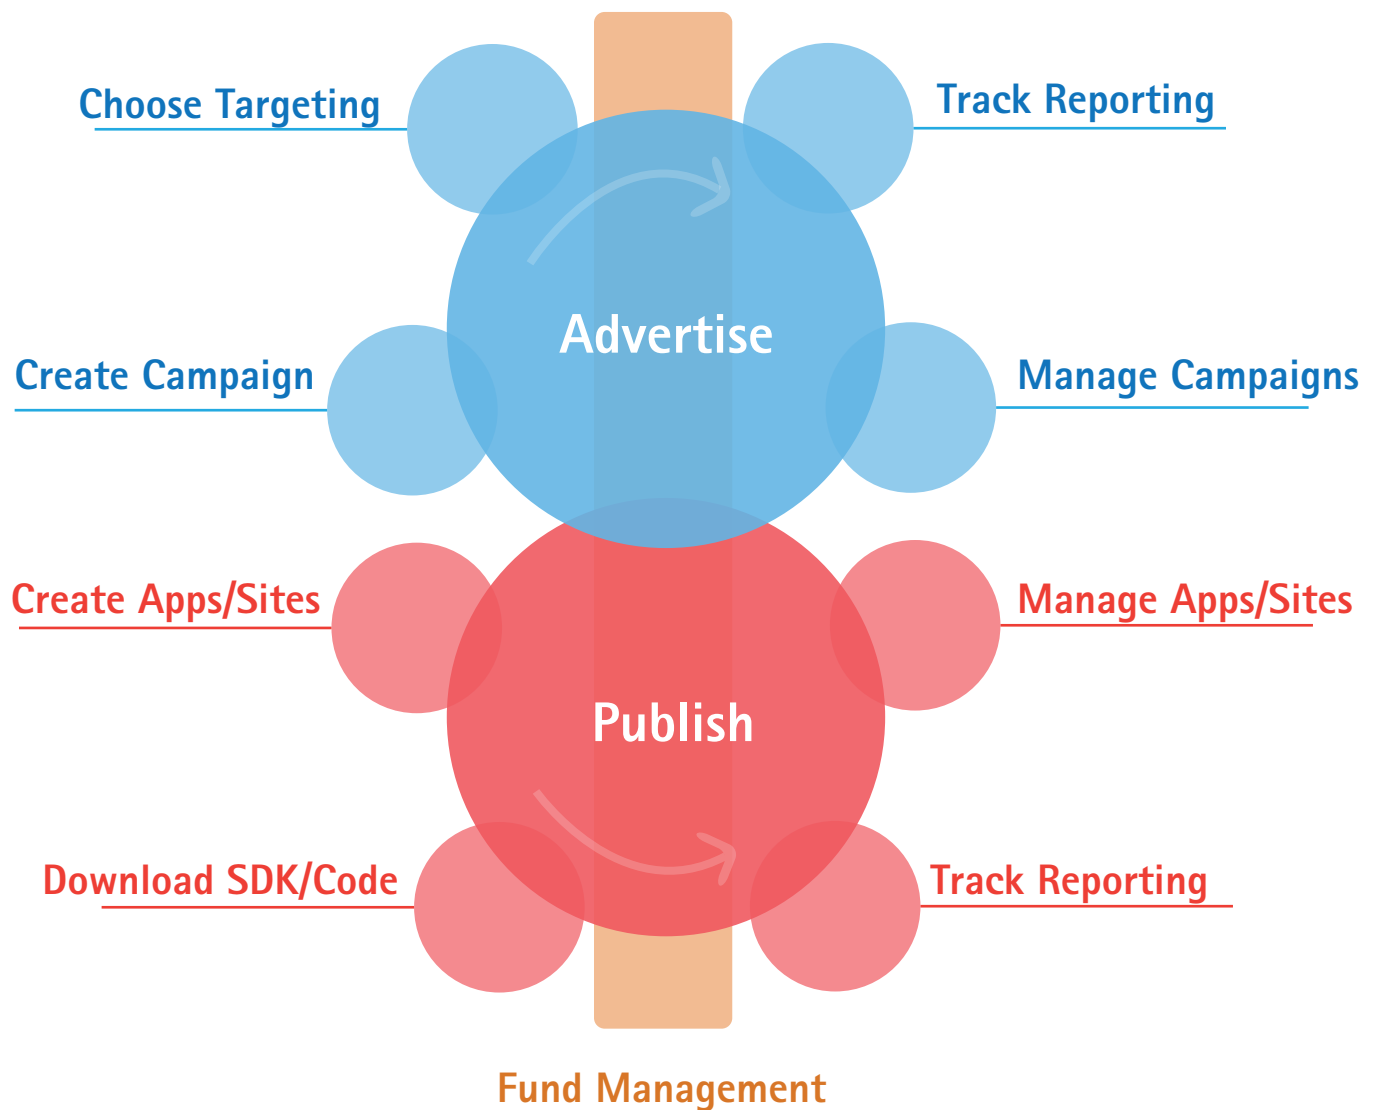 Choose Targeting
Track Reporting
Advertise
Create Campaign
Manage Campaigns
Create Apps/Sites
Manage Apps/Sites
Publish
Download SDK/Code
Track Reporting
Fund Management